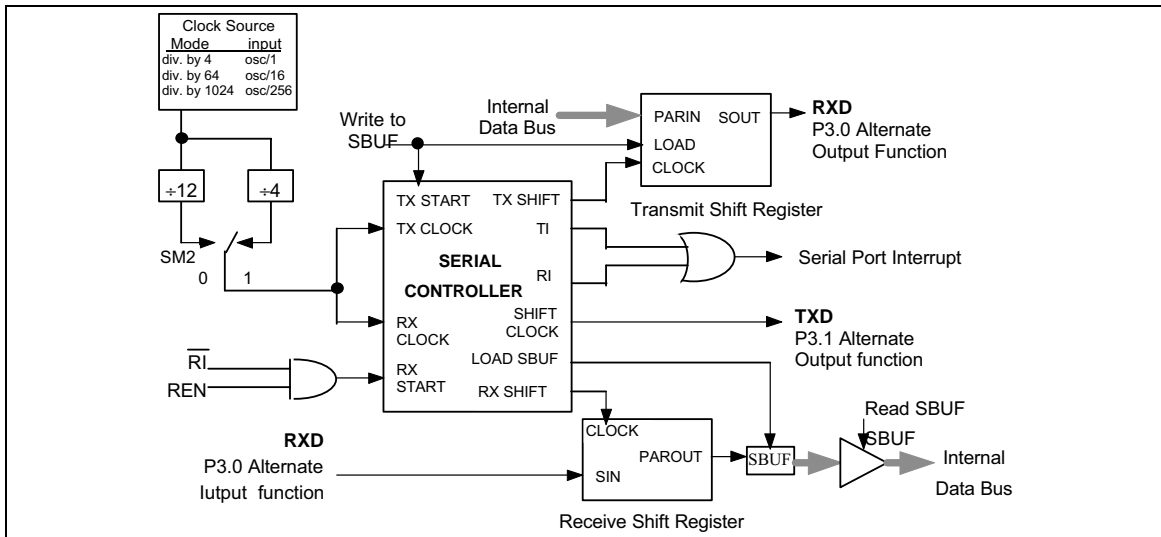 Clock Source
Mode input
div. by 4 osc/1
div. by 64 osc/16
div. by 1024 osc/256
÷12
÷4
SM2
0 1
Write to
SBUF
Internal
Data Bus
PARIN SOUT
LOAD
CLOCK
Transmit Shift Register
RXD
P3.0 Alternate
Output Function
TX START TX SHIFT
TX CLOCK TI
SERIAL
CONTROLLER
RI
RX
CLOCK
SHIFT
CLOCK
LOAD SBUF
RX
START
RX SHIFT
Serial Port Interrupt
TXD
P3.1 Alternate
Output function
RI
REN
RXD
P3.0 Alternate
Iutput function
CLOCK
PAROUT
SIN
Receive Shift Register
SBUF
Read SBUF
SBUF
Internal
Data Bus